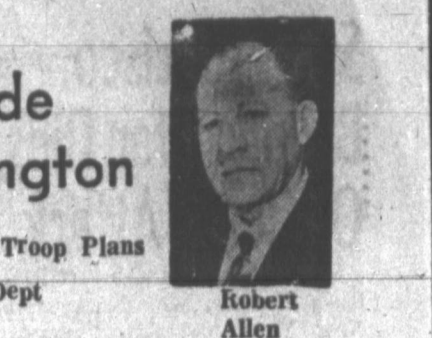 de
ngton
Troop Plans
Dept
Robert
Allen